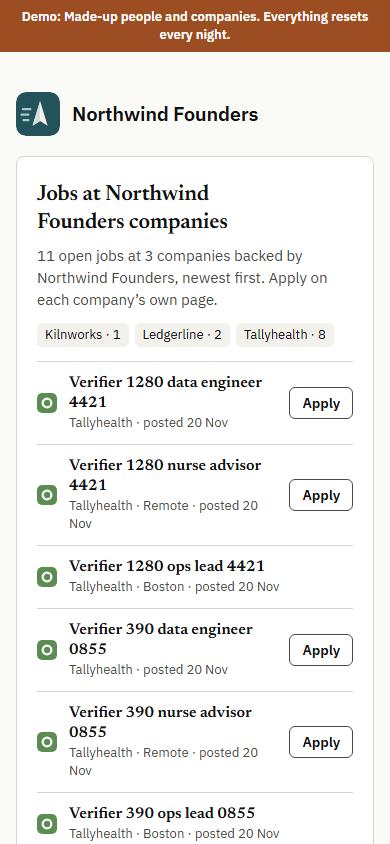 Demo: Made-up people and companies. Everything resets
every night.
Northwind Founders
Jobs at Northwind
Founders companies
11 open jobs at 3 companies backed by
Northwind Founders, newest first. Apply on
each company’s own page.
Kilnworks · 1
Ledgerline · 2
Tallyhealth · 8
Verifier 1280 data engineer
4421
Tallyhealth · posted 20 Nov
Apply
Verifier 1280 nurse advisor
4421
Tallyhealth · Remote · posted 20
Nov
Apply
Verifier 1280 ops lead 4421
Tallyhealth · Boston · posted 20 Nov
Verifier 390 data engineer
0855
Tallyhealth · posted 20 Nov
Apply
Verifier 390 nurse advisor
0855
Tallyhealth · Remote · posted 20
Nov
Apply
Verifier 390 ops lead 0855
Tallyhealth · Boston · posted 20 Nov